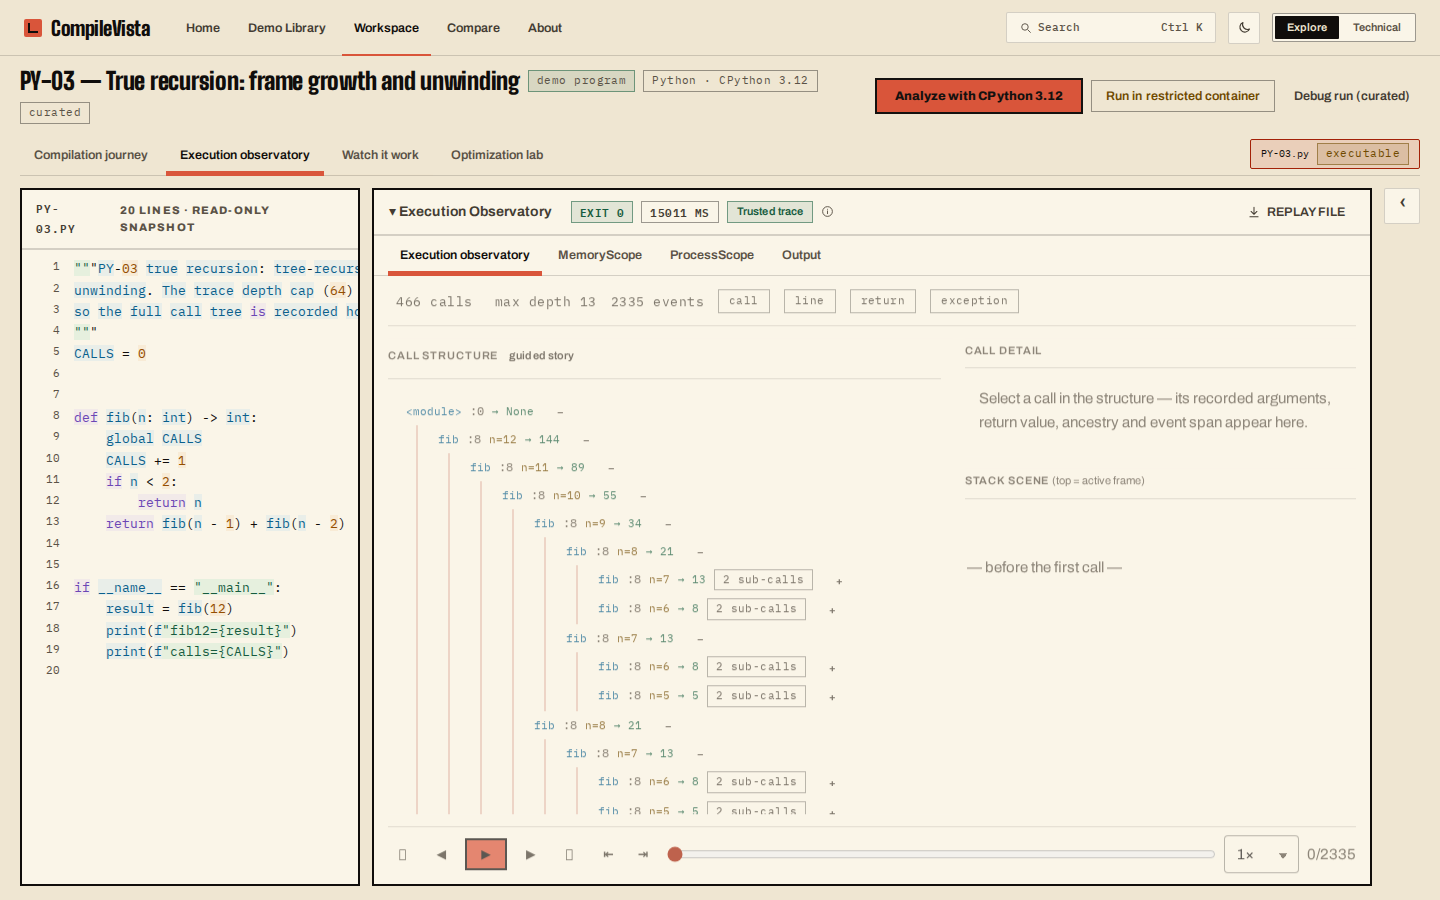 CompileVista
Home
Demo Library
Workspace
Compare
About
Search
Ctrl K
Explore
Technical
PY-03 — True recursion: frame growth and unwinding
demo program
Python · CPython 3.12
curated
Analyze with CPython 3.12
Run in restricted container
Debug run (curated)
Compilation journey
Execution observatory
Watch it work
Optimization lab
PY-03.py
executable
PY-
03.PY
20 LINES · READ-ONLY
SNAPSHOT
1 """PY-03 true recursion: tree-recurs
2 unwinding. The trace depth cap (64)
3 so the full call tree is recorded ho
4 """
5 CALLS = 0
6
7
8 def fib(n: int) -> int:
9 global CALLS
10 CALLS += 1
11 if n < 2:
12 return n
13 return fib(n - 1) + fib(n - 2)
14
15
16 if __name__ == "__main__":
17 result = fib(12)
18 print(f"fib12={result}")
19 print(f"calls={CALLS}")
20
▾ Execution Observatory
EXIT 0
15011 MS
Trusted trace
REPLAY FILE
Execution observatory
MemoryScope
ProcessScope
Output
466 calls
max depth 13
2335 events
call
line
return
exception
CALL STRUCTURE
guided story
<module> :0 → None –
fib :8 n=12 → 144 –
fib :8 n=11 → 89 –
fib :8 n=10 → 55 –
fib :8 n=9 → 34 –
fib :8 n=8 → 21 –
fib :8 n=7 → 13 2 sub-calls +
fib :8 n=6 → 8 2 sub-calls +
fib :8 n=7 → 13 –
fib :8 n=6 → 8 2 sub-calls +
fib :8 n=5 → 5 2 sub-calls +
fib :8 n=8 → 21 –
fib :8 n=7 → 13 –
fib :8 n=6 → 8 2 sub-calls +
fib :8 n=5 → 5 2 sub-calls +
CALL DETAIL
Select a call in the structure — its recorded arguments,
return value, ancestry and event span appear here.
STACK SCENE (top = active frame)
— before the first call —
1×
0/2335